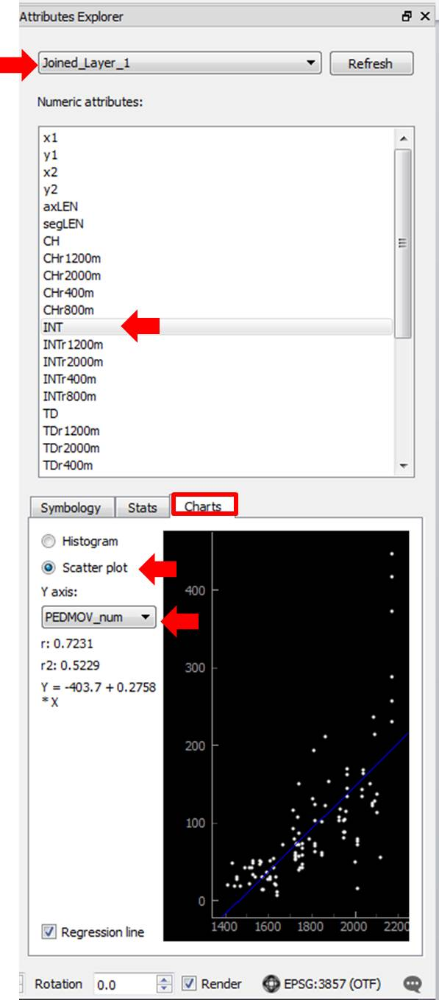 Attributes Explorer
Joined_Layer_1
Refresh
Numeric attributes:
x1
y1
x2
y2
axLEN
segLEN
CH
CHr1200m
CHr2000m
CHr400m
CHr800m
INT
INTr1200m
INTr2000m
INTr400m
INTr800m
TD
TDr1200m
TDr2000m
TDr400m
Symbology Stats Charts
Histogram
Scatter plot
Y axis:
PEDMOV_num
r: 0.7231
r2: 0.5229
Y = -403.7 + 0.2758
* X
400
300
200
100
0
1400 1600 1800 2000 2200
Regression line
Rotation 0.0 Render EPSG:3857 (OTF)